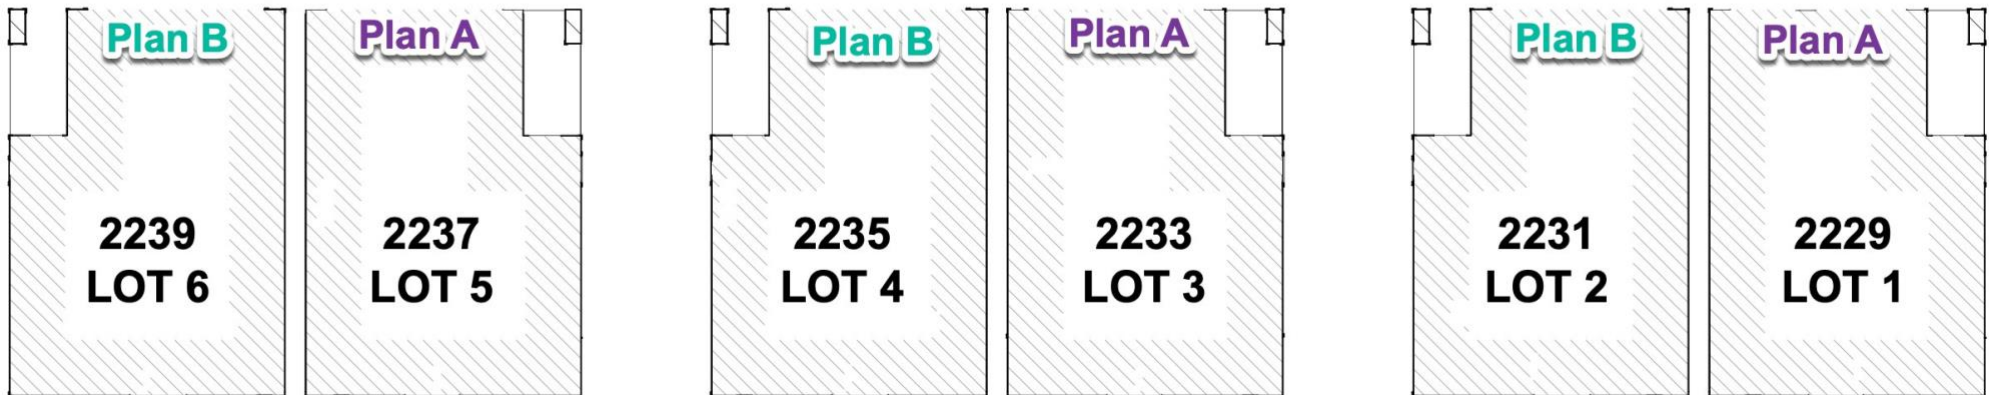 Plan B
2239
LOT 6
Plan A
2237
LOT 5
Plan B
2235
LOT 4
Plan A
2233
LOT 3
Plan B
2231
LOT 2
Plan A
2229
LOT 1